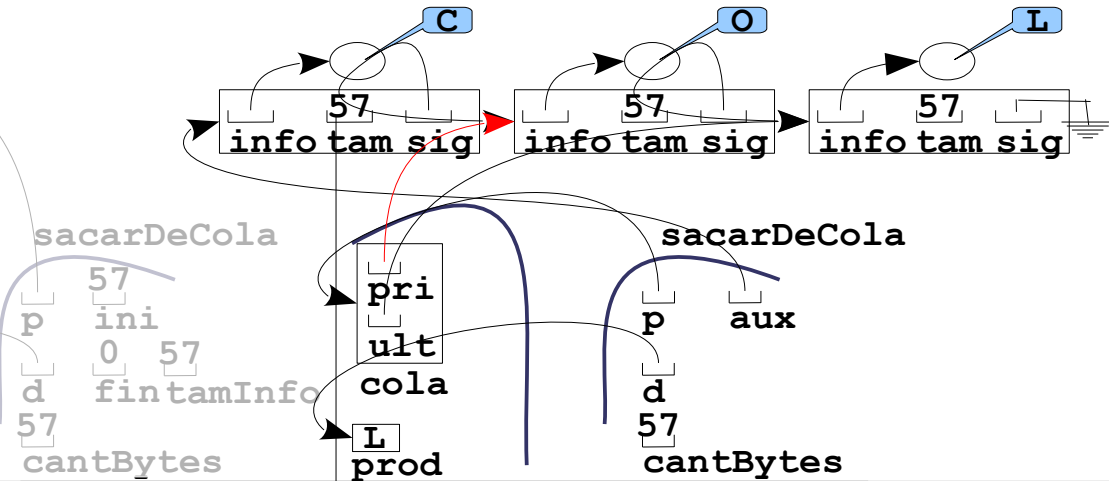 C O L
57 57 57
info tam sig info tam sig info tam sig
sacarDeCola sacarDeCola
57
p ini pri p aux
0 57
d fin tamInfo ult d
cola
57 57
L
cantBytes prod cantBytes